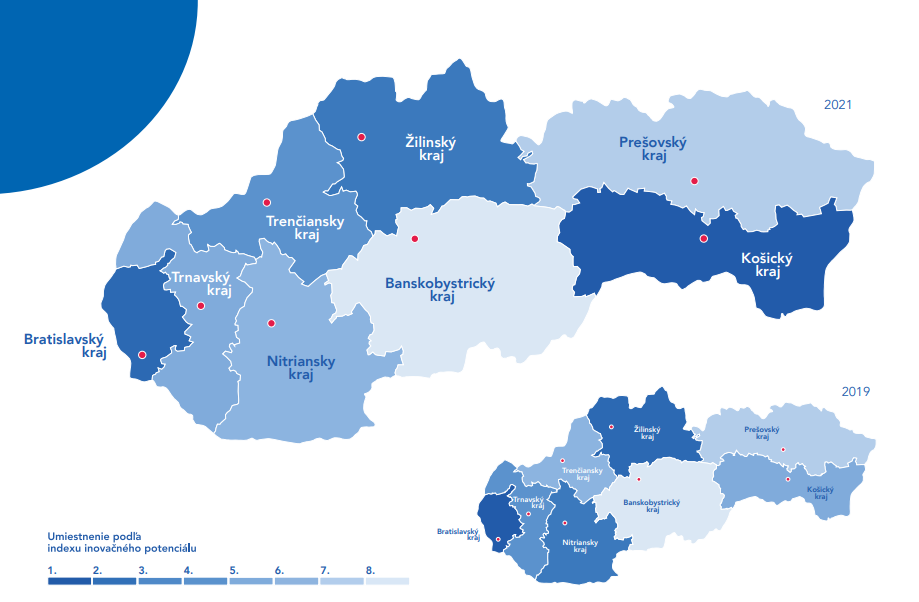 2021
Žilinský
kraj
Prešovský
kraj
Trenčiansky
kraj
Košický
kraj
Trnavský
kraj
Banskobystrický
kraj
Bratislavský
kraj
Nitriansky
kraj
2019
Žilinský
kraj
Prešovský
kraj
Trenčiansky
kraj
Košický
kraj
Trnavský
kraj
Banskobystrický
kraj
Bratislavský
kraj
Nitriansky
kraj
Umiestnenie podľa
indexu inovačného potenciálu
1. 2. 3. 4. 5. 6. 7. 8.